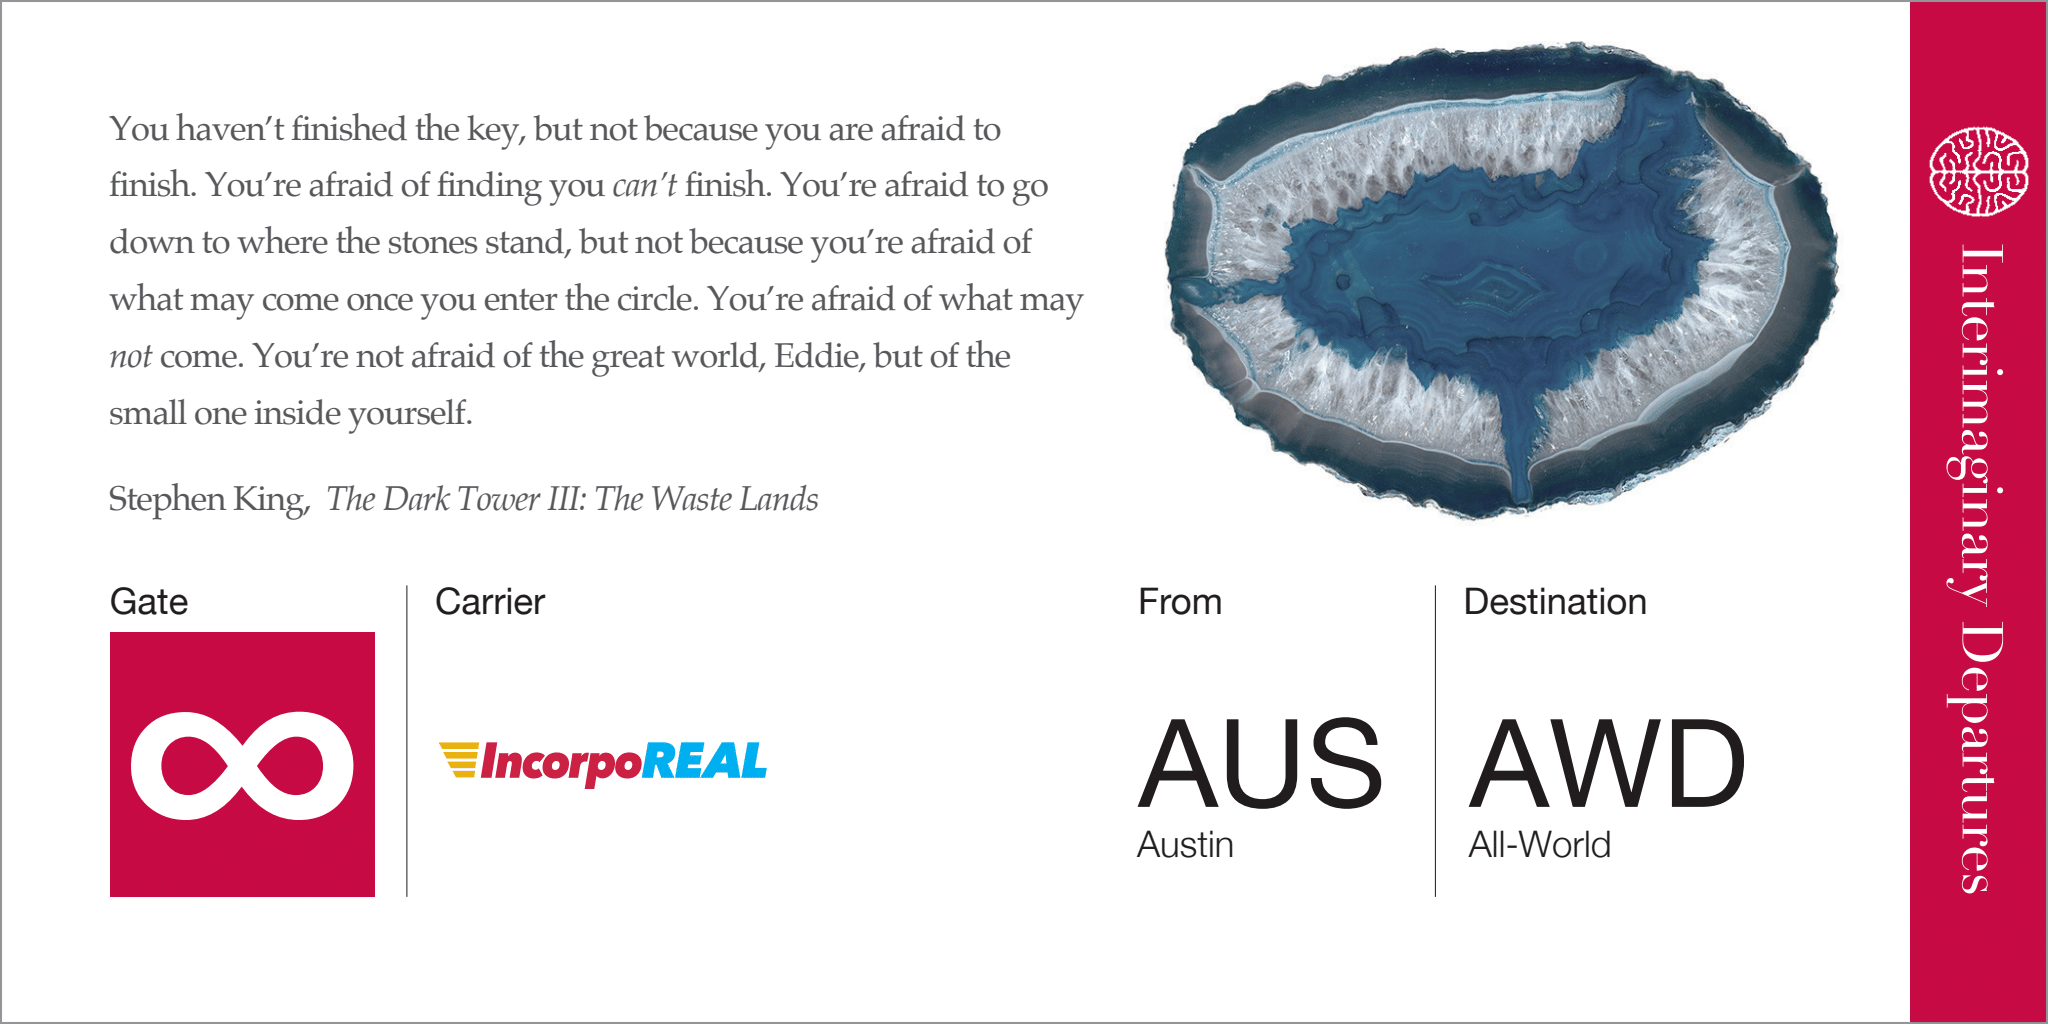 You haven’t finished the key, but not because you are afraid to
finish. You’re afraid of finding you can’t finish. You’re afraid to go
down to where the stones stand, but not because you’re afraid of
what may come once you enter the circle. You’re afraid of what may
not come. You’re not afraid of the great world, Eddie, but of the
small one inside yourself.
Stephen King, The Dark Tower III: The Waste Lands
Gate
∞
Carrier
IncorpoREAL
From
AUS
Austin
Destination
AWD
All-World
Interimaginary Departures